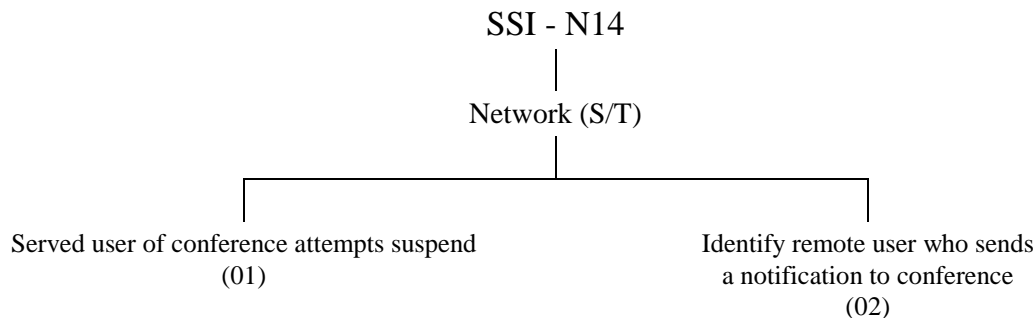 SSI - N14
Network (S/T)
Served user of conference attempts suspend
(01)
Identify remote user who sends
a notification to conference
(02)